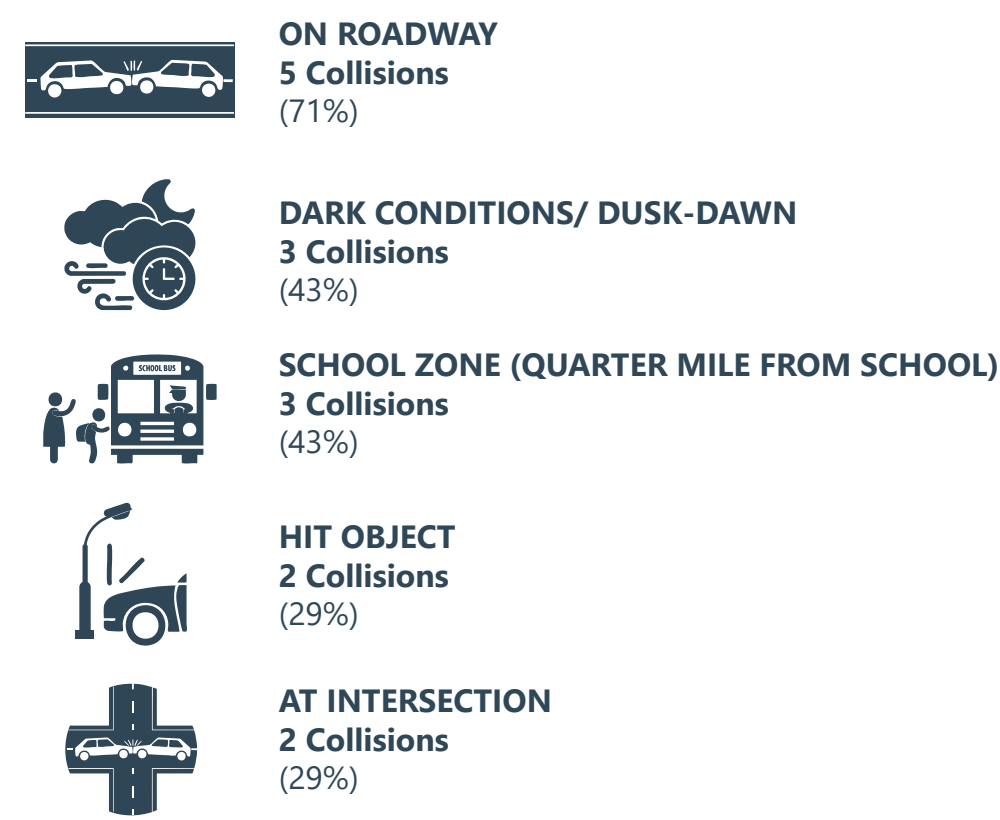 ON ROADWAY
5 Collisions
(71%)
DARK CONDITIONS/ DUSK-DAWN
3 Collisions
(43%)
SCHOOL BUS
SCHOOL ZONE (QUARTER MILE FROM SCHOOL)
3 Collisions
(43%)
HIT OBJECT
2 Collisions
(29%)
AT INTERSECTION
2 Collisions
(29%)